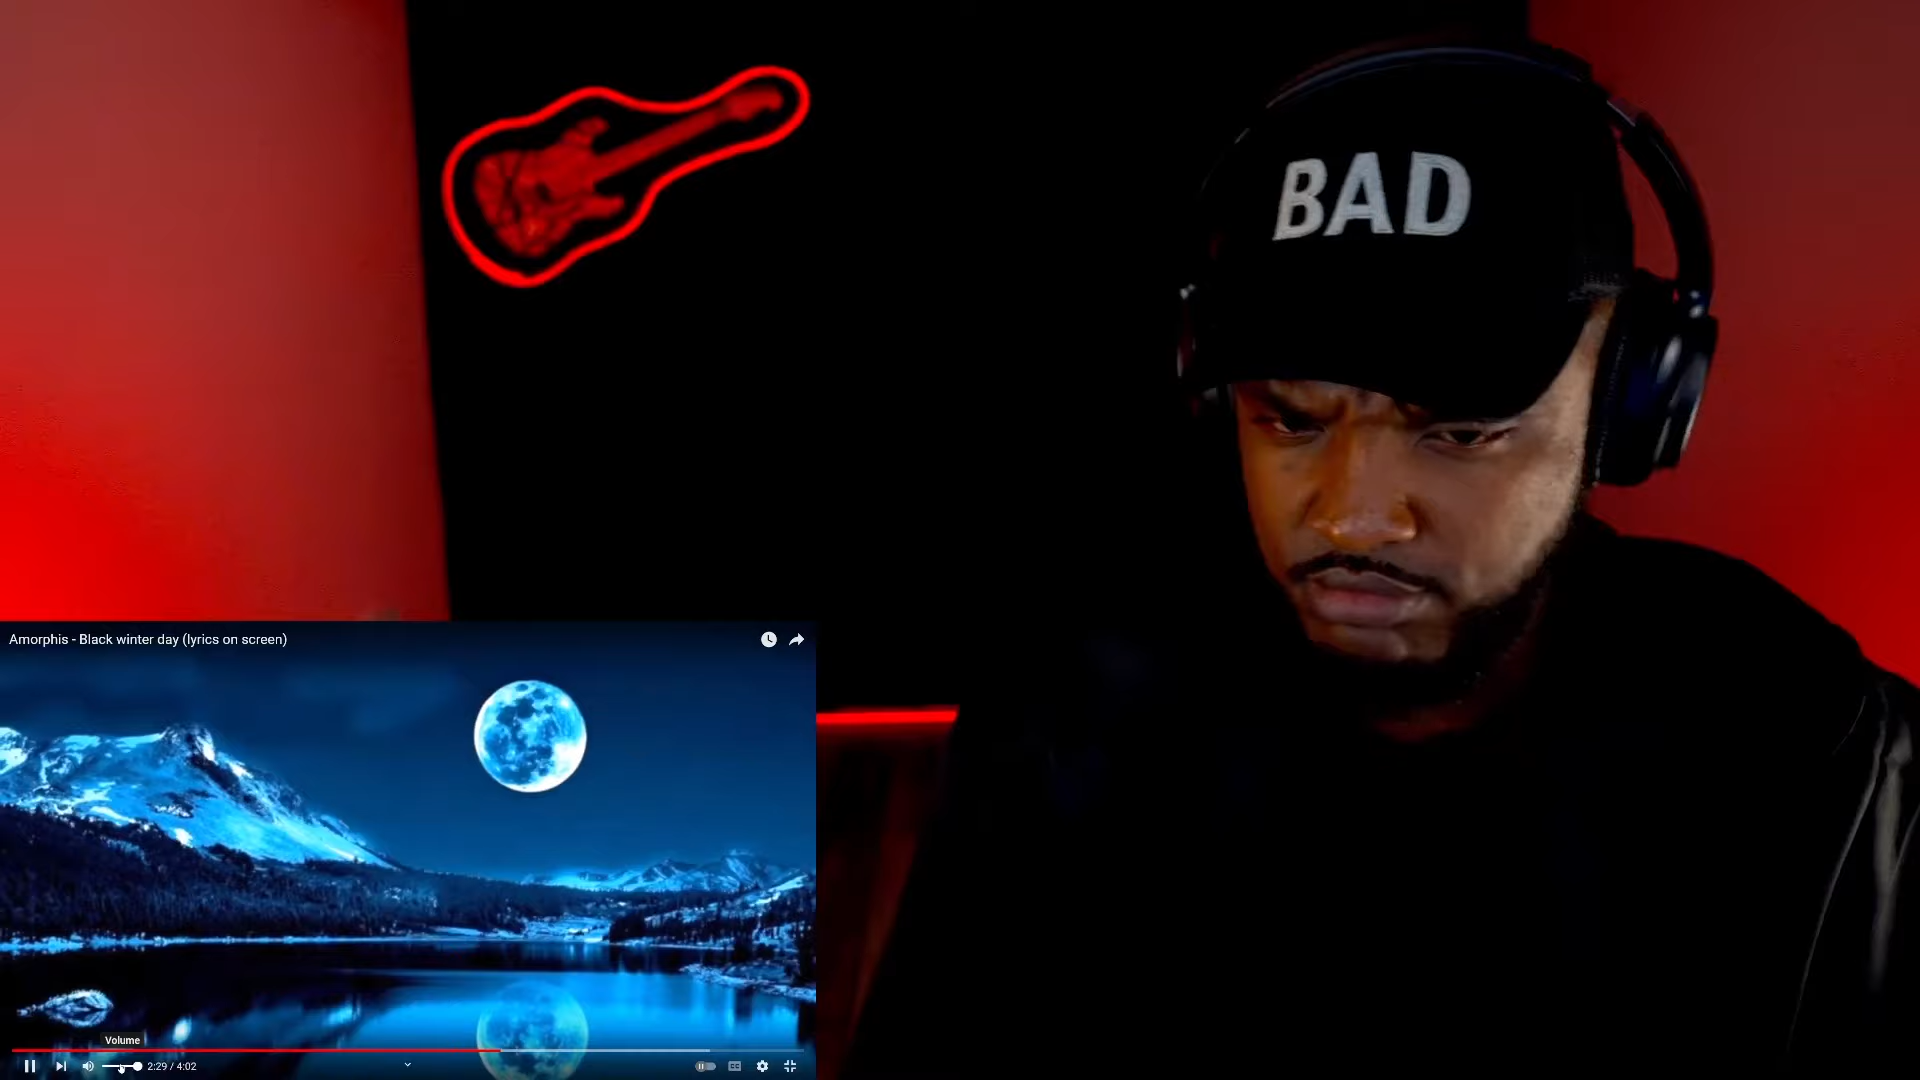 BAD
Amorphis - Black winter day (lyrics on screen)
Volume
2:29 / 4:02